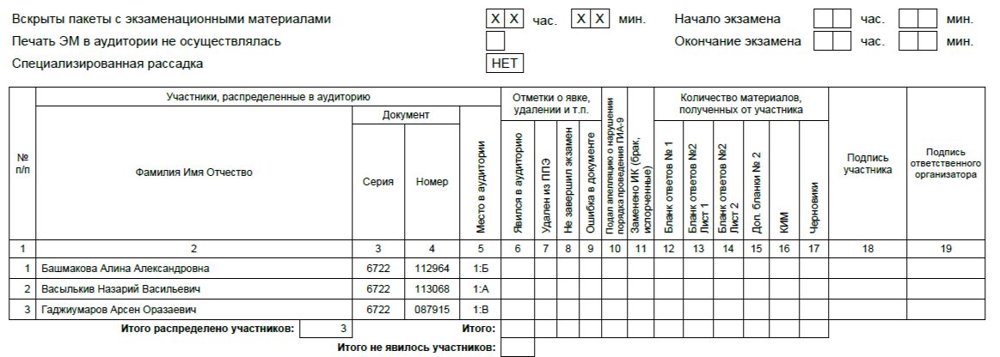 Вскрыты пакеты с экзаменационными материалами X X час. X X мин. Начало экзамена час. мин.
Печать ЭМ в аудитории не осуществлялась Окончание экзамена час. мин.
Специализированная рассадка НЕТ
№ п/п
Участники, распределенные в аудиторию
Фамилия Имя Отчество
Документ
Серия
Номер
Место в аудитории
Отметки о явке,
удалении и т.п.
Явился в аудиторию
Удален из ППЭ
Не завершил экзамен
Ошибка в документе
Подал апелляцию о нарушении
порядка проведения ГИА-9
Заменено ИК (брак,
испорченные)
Количество материалов,
полученных от участника
Бланк ответов № 1
Бланк ответов №2
Лист 1
Бланк ответов №2
Лист 2
Доп. бланки № 2
КИМ
Черновики
Подпись
участника
Подпись
ответственного
организатора
1 2 3 4 5 6 7 8 9 10 11 12 13 14 15 16 17 18 19
1 Башмакова Алина Александровна 6722 112964 1:Б
2 Васылькив Назарий Васильевич 6722 113068 1:А
3 Гаджиумаров Арсен Оразаевич 6722 087915 1:В
Итого распределено участников: 3 Итого:
Итого не явилось участников: